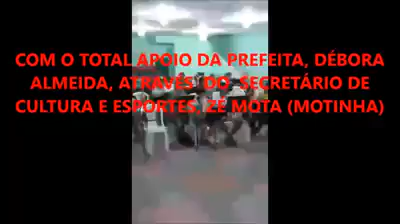 COM O TOTAL APOIO DA PREFEITA, DÉBORA
ALMEIDA, ATRAVÉS DO SECRETÁRIO DE
CULTURA E ESPORTES, ZÉ MOTA (MOTINHA)